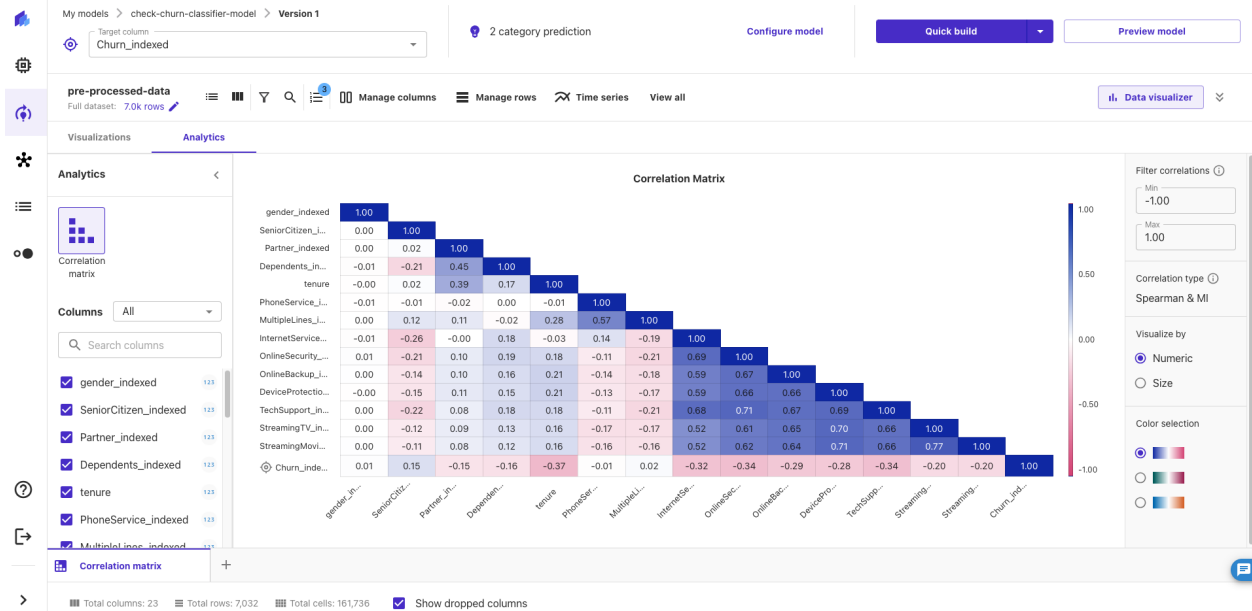 My models > check-churn-classifier-model > Version 1
Target column
Churn_indexed
2 category prediction
Configure model
Quick build
Preview model
pre-processed-data
Full dataset: 7.0k rows
3
Manage columns
Manage rows
Time series
View all
Data visualizer
Visualizations
Analytics
Analytics
Correlation matrix
Columns
All
Search columns
gender_indexed 123
SeniorCitizen_indexed 123
Partner_indexed 123
Dependents_indexed 123
tenure 123
PhoneService_indexed 123
MultipleLines_indexed 123
Correlation Matrix
gender_indexed 1.00
SeniorCitizen_i... 0.00 1.00
Partner_indexed 0.00 0.02 1.00
Dependents_in... -0.01 -0.21 0.45 1.00
tenure -0.00 0.02 0.39 0.17 1.00
PhoneService_i... -0.01 -0.01 -0.02 0.00 -0.01 1.00
MultipleLines_i... 0.00 0.12 0.11 -0.02 0.28 0.57 1.00
InternetService... -0.01 -0.26 -0.00 0.18 -0.03 0.14 -0.19 1.00
OnlineSecurity_... 0.01 -0.21 0.10 0.19 0.18 -0.11 -0.21 0.69 1.00
OnlineBackup_i... 0.00 -0.14 0.10 0.16 0.21 -0.14 -0.18 0.59 0.67 1.00
DeviceProtectio... -0.00 -0.15 0.11 0.15 0.21 -0.13 -0.17 0.59 0.66 0.66 1.00
TechSupport_in... 0.00 -0.22 0.08 0.18 0.18 -0.11 -0.21 0.68 0.71 0.67 0.69 1.00
StreamingTV_in... 0.00 -0.12 0.09 0.13 0.16 -0.17 -0.17 0.52 0.61 0.65 0.70 0.66 1.00
StreamingMovi... 0.00 -0.11 0.08 0.12 0.16 -0.16 -0.16 0.52 0.62 0.64 0.71 0.66 0.77 1.00
Churn_inde... 0.01 0.15 -0.15 -0.16 -0.37 -0.01 0.02 -0.32 -0.34 -0.29 -0.28 -0.34 -0.20 -0.20 1.00
gender_in... SeniorCitiz... Partner_in... Dependen... tenure PhoneSer... MultipleLi... InternetSe... OnlineSec... OnlineBac... DevicePro... TechSupp... Streaming... Streaming... Churn_ind...
1.00
0.50
0.00
-0.50
-1.00
Filter correlations
Min
-1.00
Max
1.00
Correlation type
Spearman & MI
Visualize by
Numeric
Size
Color selection
Correlation matrix
+
Total columns: 23
Total rows: 7,032
Total cells: 161,736
Show dropped columns